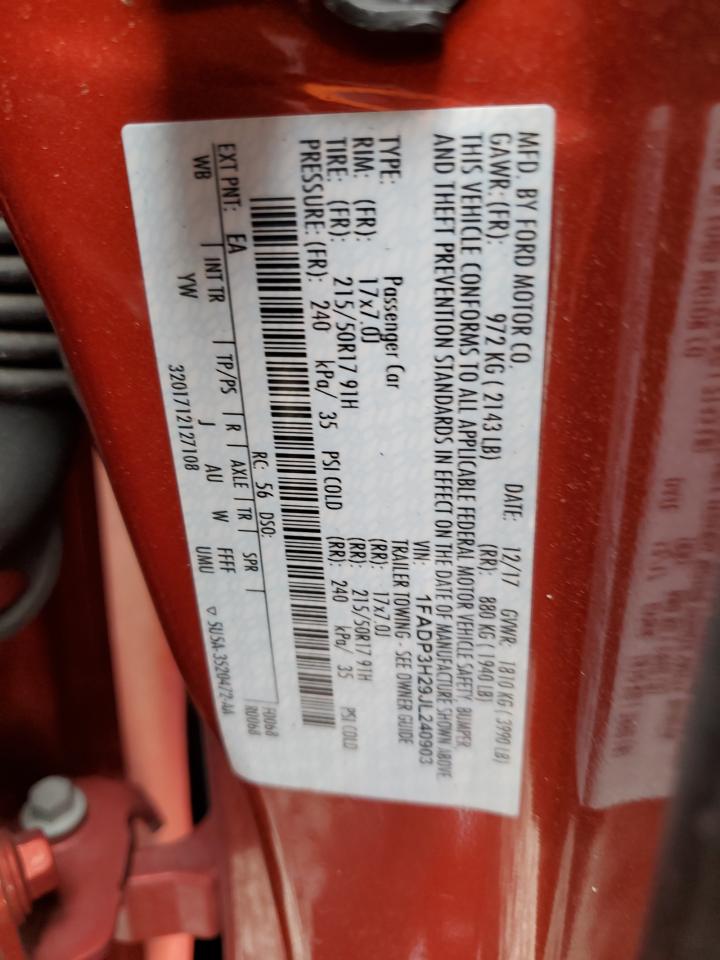 MFD. BY FORD MOTOR CO.
DATE: 12/17 GVWR: 1810 KG ( 3990 LB)
GAWR: (FR): 972 KG ( 2143 LB) (RR): 880 KG ( 1940 LB)
THIS VEHICLE CONFORMS TO ALL APPLICABLE FEDERAL MOTOR VEHICLE SAFETY, BUMPER,
AND THEFT PREVENTION STANDARDS IN EFFECT ON THE DATE OF MANUFACTURE SHOWN ABOVE.
VIN: 1FADP3H29JL240903
TYPE: Passenger Car TRAILER TOWING - SEE OWNER GUIDE
RIM: (FR): 17x7.0J (RR): 17x7.0J
TIRE: (FR): 215/50R17 91H (RR): 215/50R17 91H
PRESSURE: (FR): 240 kPa/ 35 PSI COLD (RR): 240 kPa/ 35 PSI COLD
F0068
R0068
RC: 56 DSO:
EXT PNT: EA
WB | INT TR | TP/PS | R | AXLE | TR | SPR
YW J AU W FFFF
UMU
3201712127108
▽ 5U5A-3520472-AA